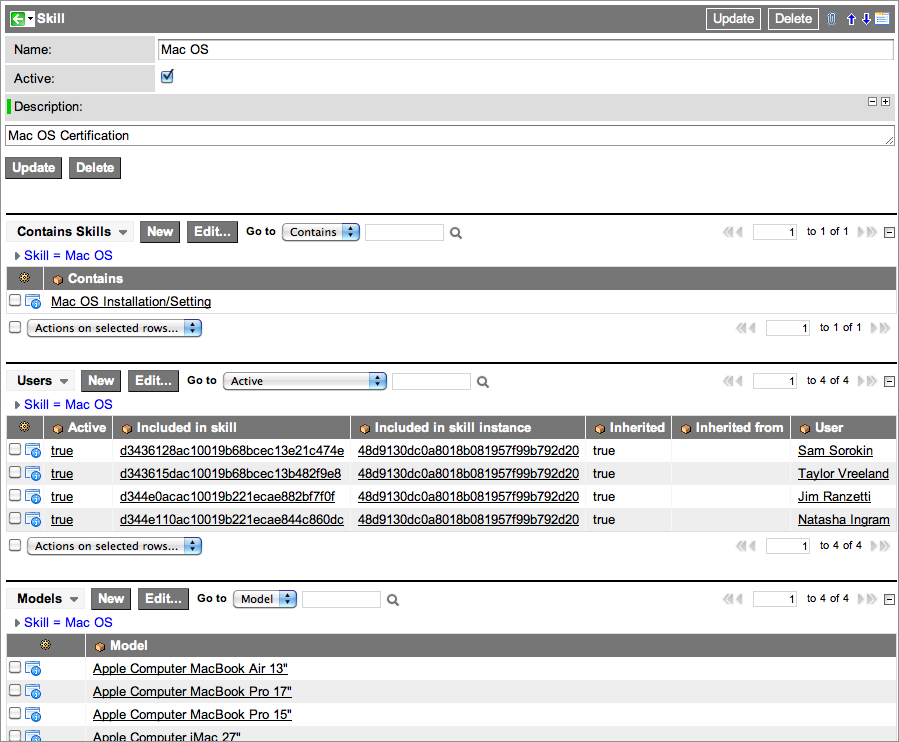 Skill Update Delete
Name: Mac OS
Active:
Description:
Mac OS Certification
Update Delete
Contains Skills New Edit... Go to Contains 1 to 1 of 1
Skill = Mac OS
Contains
Mac OS Installation/Setting
Actions on selected rows... 1 to 1 of 1
Users New Edit... Go to Active 1 to 4 of 4
Skill = Mac OS
Active Included in skill Included in skill instance Inherited Inherited from User
true d3436128ac10019b68bcec13e21c474e 48d9130dc0a8018b081957f99b792d20 true Sam Sorokin
true d343615dac10019b68bcec13b482f9e8 48d9130dc0a8018b081957f99b792d20 true Taylor Vreeland
true d344e0acac10019b221ecae882bf7f0f 48d9130dc0a8018b081957f99b792d20 true Jim Ranzetti
true d344e110ac10019b221ecae844c860dc 48d9130dc0a8018b081957f99b792d20 true Natasha Ingram
Actions on selected rows... 1 to 4 of 4
Models New Edit... Go to Model 1 to 4 of 4
Skill = Mac OS
Model
Apple Computer MacBook Air 13"
Apple Computer MacBook Pro 17"
Apple Computer MacBook Pro 15"
Apple Computer iMac 27"